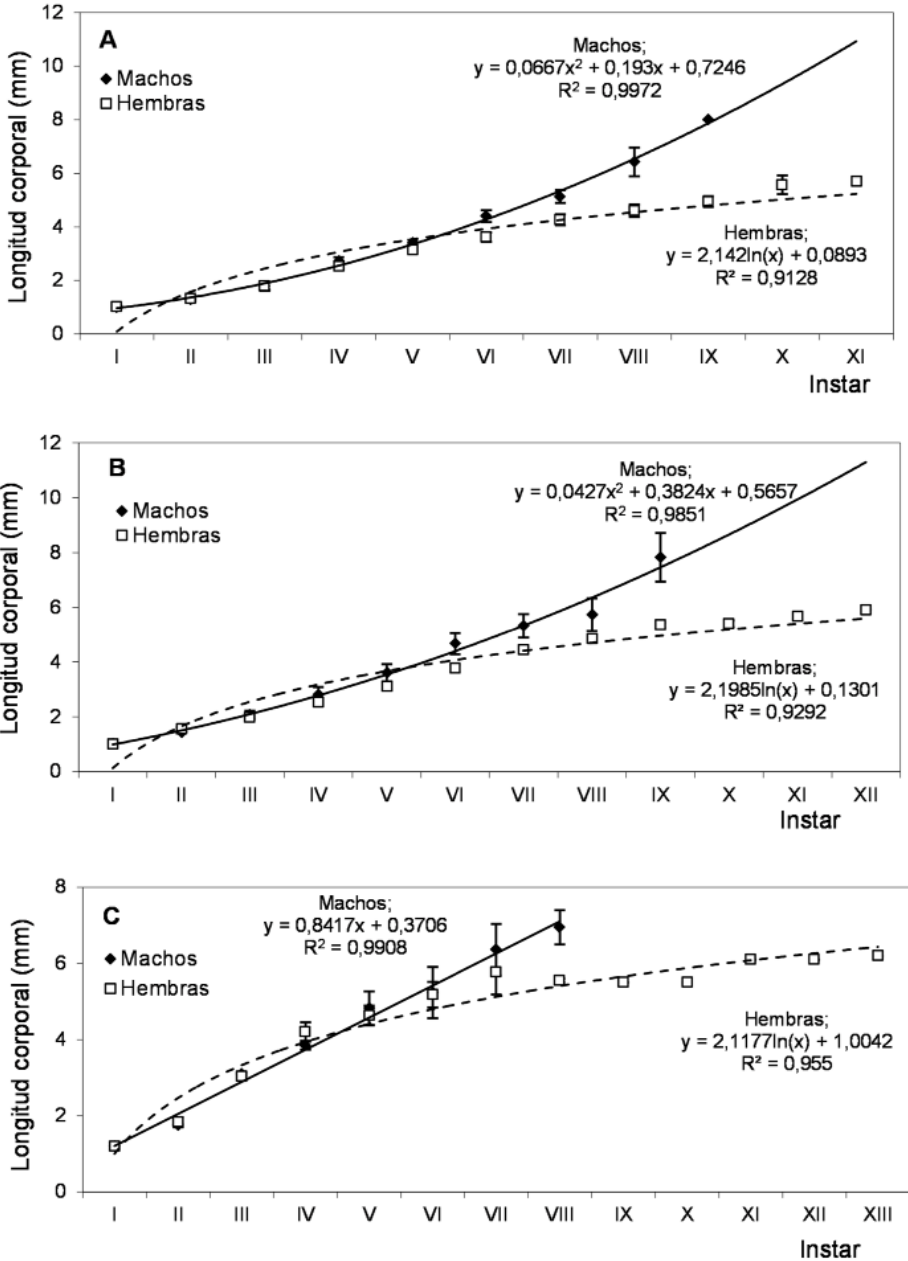 A
Machos
Hembras
Machos;
y = 0,0667x² + 0,193x + 0,7246
R² = 0,9972
Hembras;
y = 2,142ln(x) + 0,0893
R² = 0,9128
Longitud corporal (mm)
12
10
8
6
4
2
0
I II III IV V VI VII VIII IX X XI
Instar
B
Machos
Hembras
Machos;
y = 0,0427x² + 0,3824x + 0,5657
R² = 0,9851
Hembras;
y = 2,1985ln(x) + 0,1301
R² = 0,9292
Longitud corporal (mm)
12
10
8
6
4
2
0
I II III IV V VI VII VIII IX X XI XII
Instar
C
Machos
Hembras
Machos;
y = 0,8417x + 0,3706
R² = 0,9908
Hembras;
y = 2,1177ln(x) + 1,0042
R² = 0,955
Longitud corporal (mm)
8
6
4
2
0
I II III IV V VI VII VIII IX X XI XII XIII
Instar